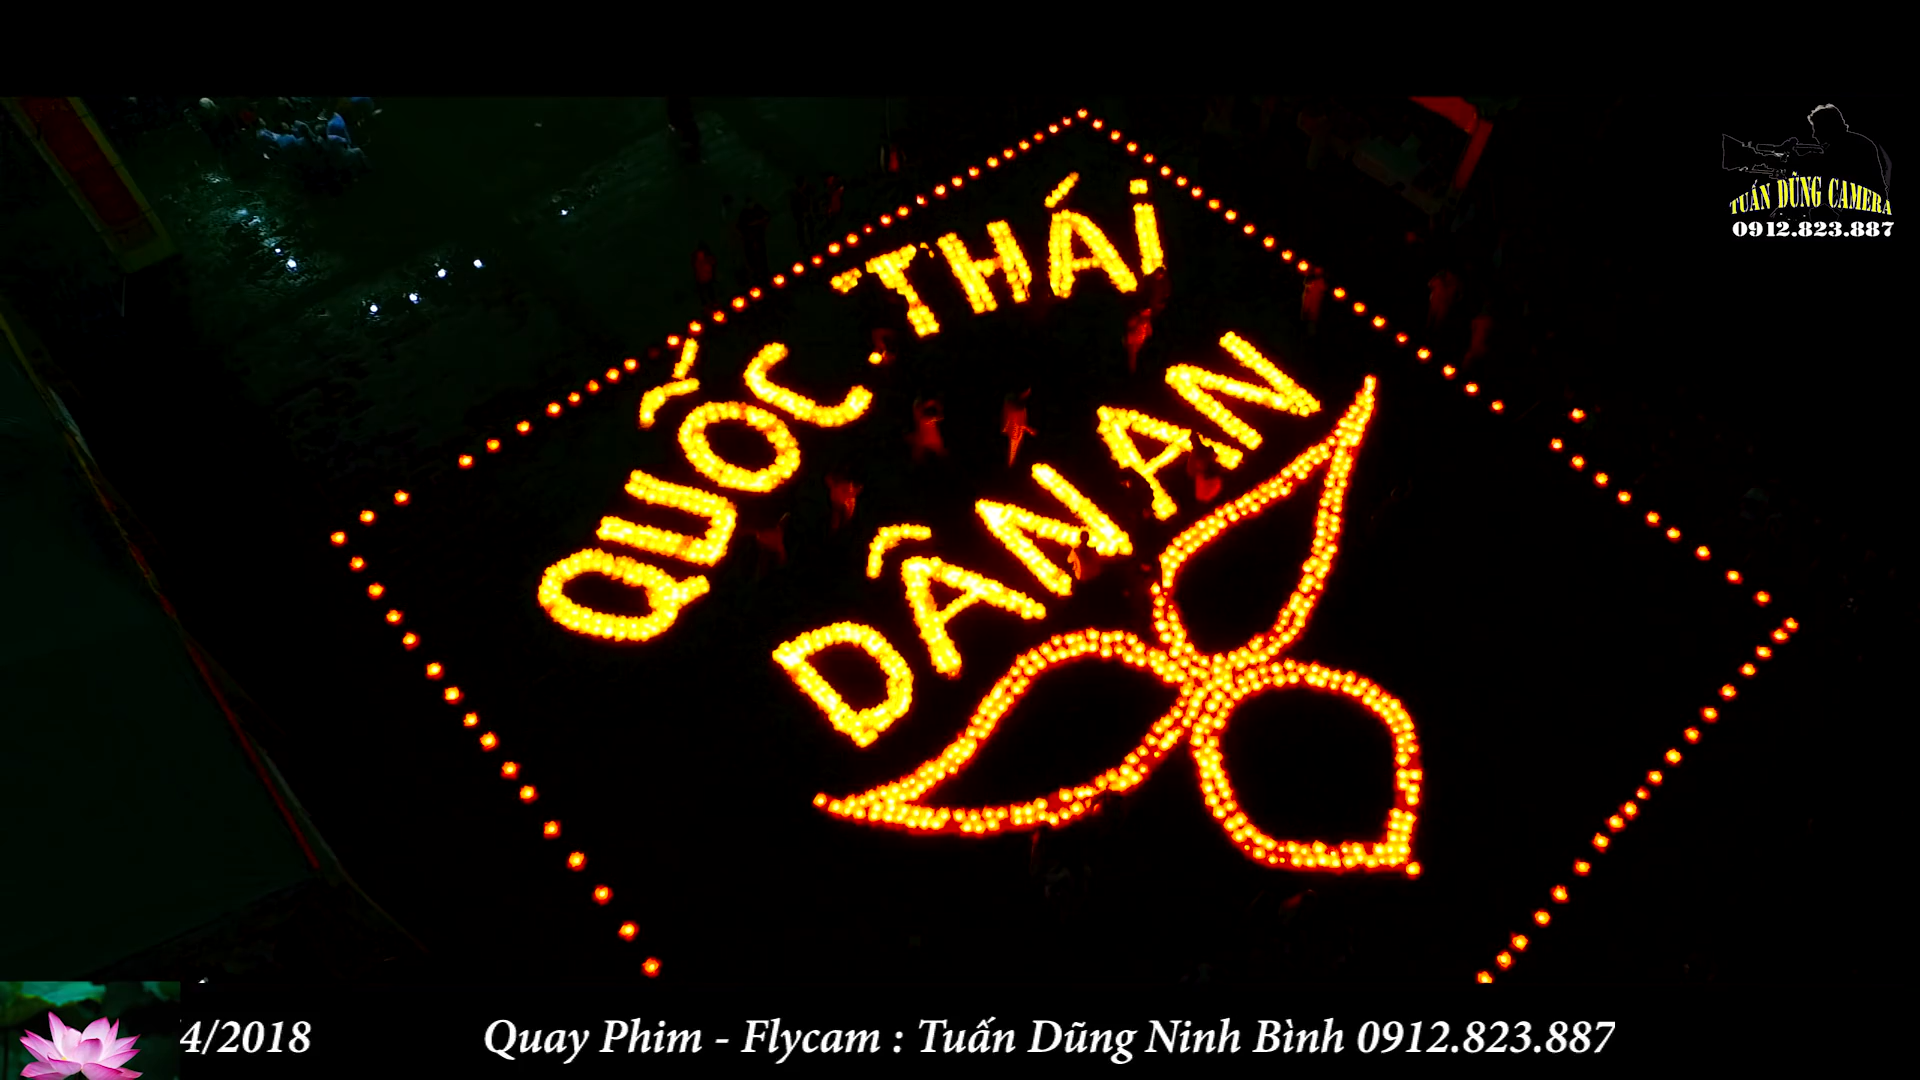 QUỐC THÁI
DÂN AN
TUẤN DŨNG CAMERA
0912.823.887
4/2018
Quay Phim - Flycam : Tuấn Dũng Ninh Bình 0912.823.887